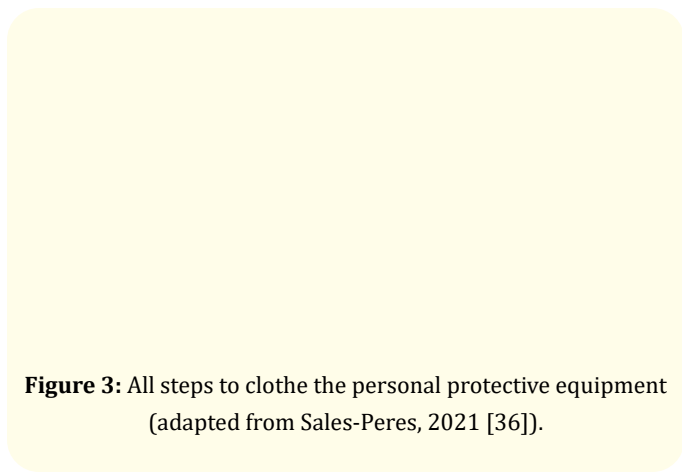 Figure 3: All steps to clothe the personal protective equipment
(adapted from Sales-Peres, 2021 [36]).